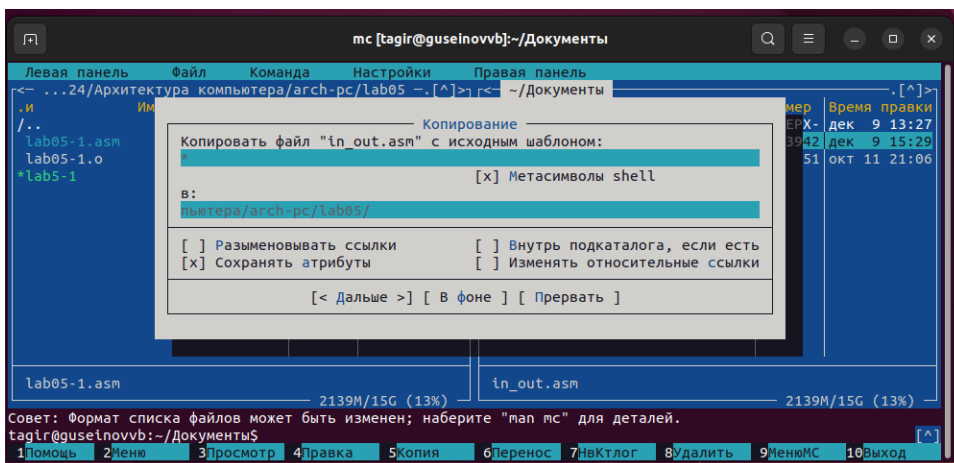 mc [tagir@guseinovvb]:~/Документы
Левая панель Файл Команда Настройки Правая панель
<— ...24/Архитектура компьютера/arch-pc/lab05 —.[^]> <— ~/Документы .[^]>
.и Им мер Время правки
/.. ЕРХ- дек 9 13:27
lab05-1.asm 3942 дек 9 15:29
lab05-1.o 51 окт 11 21:06
*lab5-1
Копирование
Копировать файл "in_out.asm" с исходным шаблоном:
*
[x] Метасимволы shell
в:
пьютера/arch-pc/lab05/
[ ] Разыменовывать ссылки [ ] Внутрь подкаталога, если есть
[x] Сохранять атрибуты [ ] Изменять относительные ссылки
[< Дальше >] [ В фоне ] [ Прервать ]
lab05-1.asm in_out.asm
2139M/15G (13%) 2139M/15G (13%)
Совет: Формат списка файлов может быть изменен; наберите "man mc" для деталей.
tagir@guseinovvb:~/Документы$ [^]
1Помощь 2Меню 3Просмотр 4Правка 5Копия 6Перенос 7НвКтлог 8Удалить 9МенюМС 10Выход